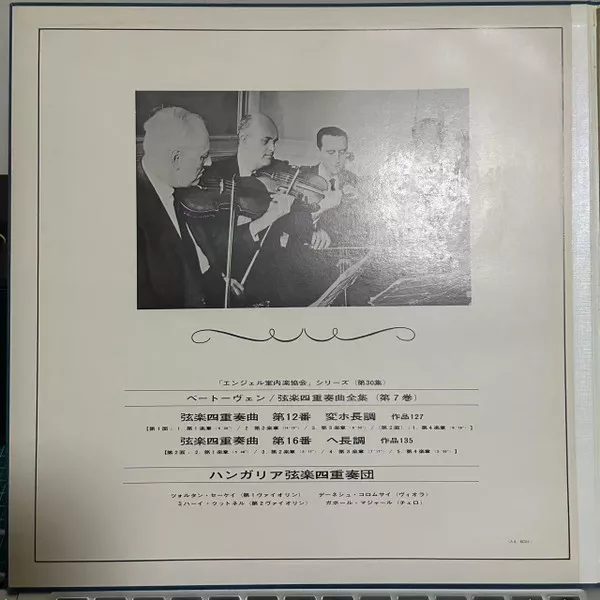 「エンジェル室内楽協会」シリーズ（第30集）
ベートーヴェン/弦楽四重奏曲全集（第7巻）
弦楽四重奏曲 第12番 変ホ長調 作品127
弦楽四重奏曲 第16番 ヘ長調 作品135
ハンガリア弦楽四重奏団
ゾォルタン・セーケイ（第1ヴァイオリン） デーネシュ・コロムサイ（ヴィオラ）
ミハーイ・クットネル（第2ヴァイオリン） ガボール・マジャール（チェロ）